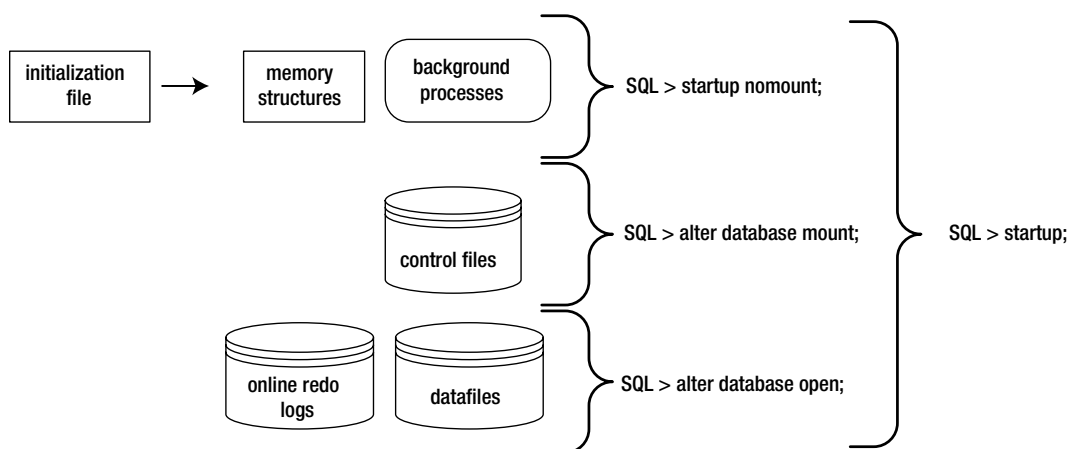 initialization
file
memory
structures
background
processes
SQL > startup nomount;
control files
SQL > alter database mount;
SQL > startup;
online redo
logs
datafiles
SQL > alter database open;